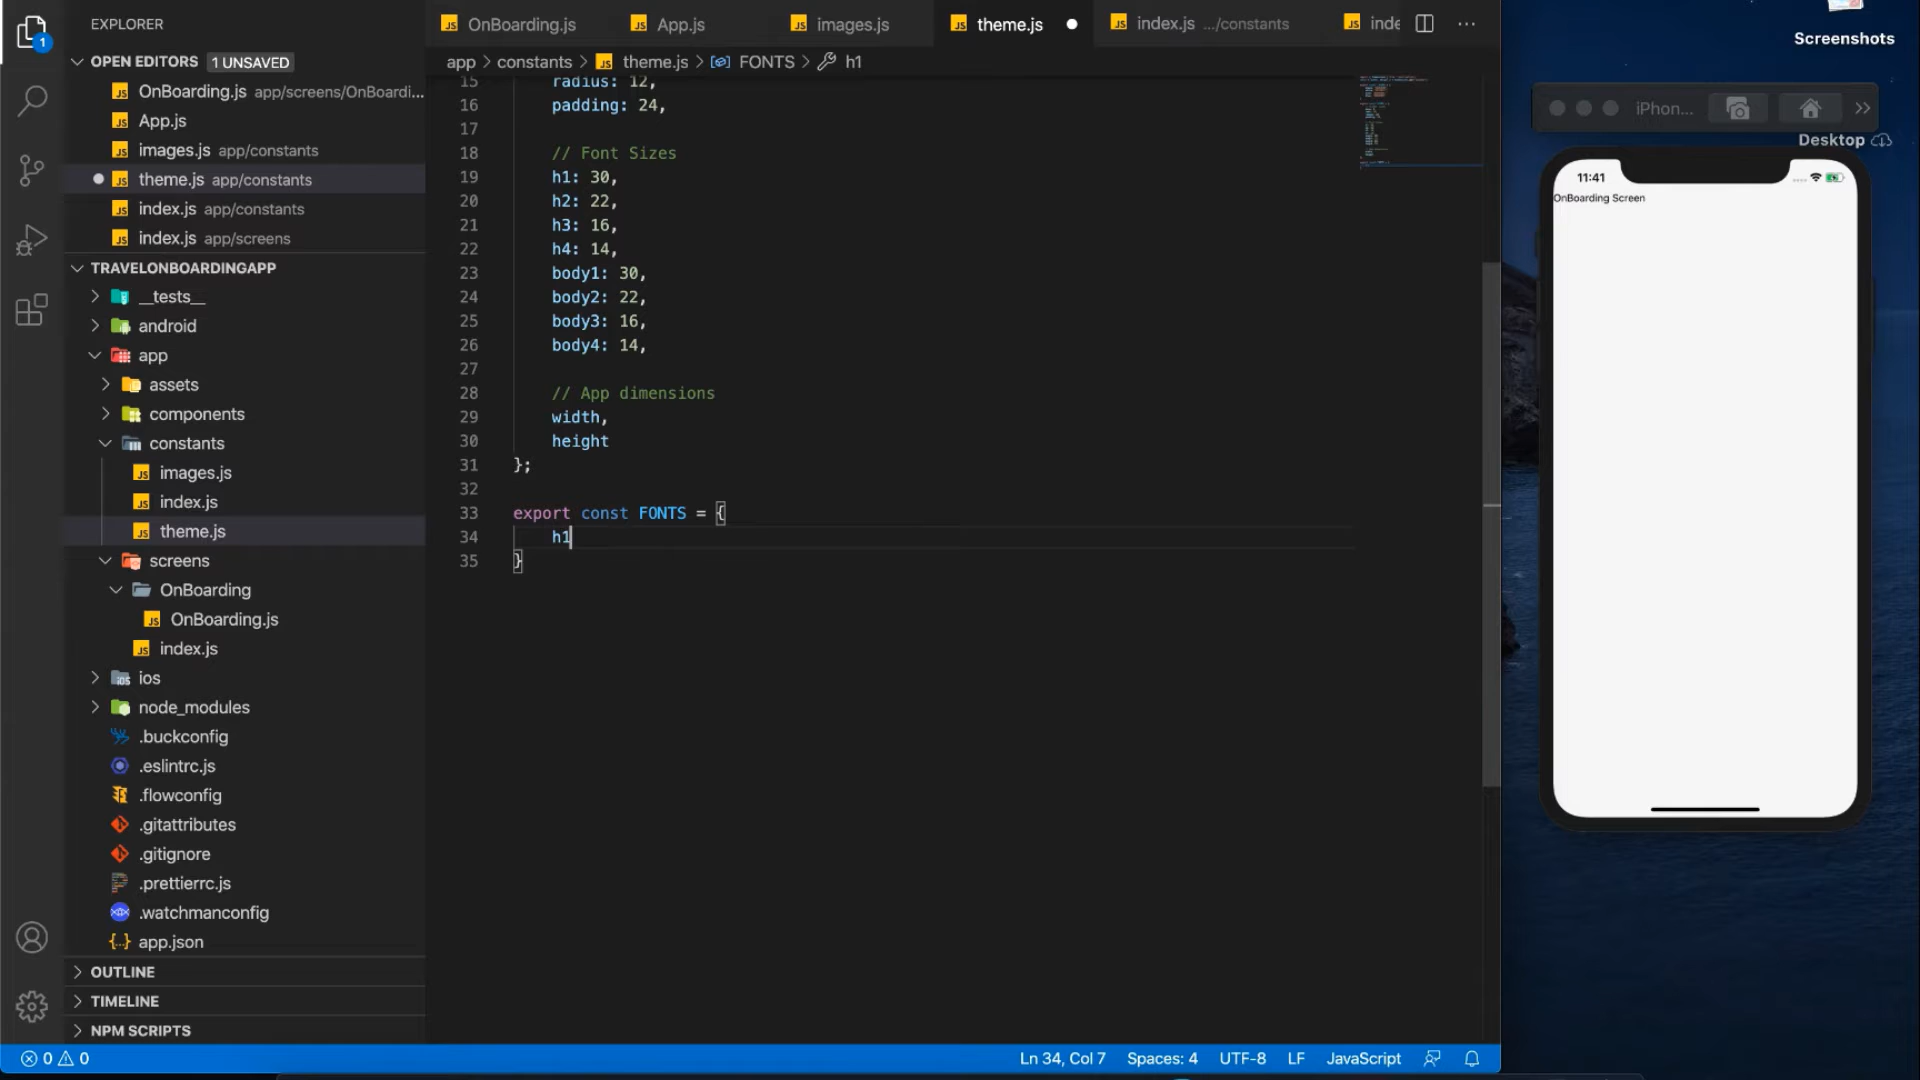 EXPLORER
OPEN EDITORS 1 UNSAVED
OnBoarding.js app/screens/OnBoardi...
App.js
images.js app/constants
theme.js app/constants
index.js app/constants
index.js app/screens
TRAVELONBOARDINGAPP
__tests__
android
app
assets
components
constants
images.js
index.js
theme.js
screens
OnBoarding
OnBoarding.js
index.js
ios
node_modules
.buckconfig
.eslintrc.js
.flowconfig
.gitattributes
.gitignore
.prettierrc.js
.watchmanconfig
app.json
OUTLINE
TIMELINE
NPM SCRIPTS
1
OnBoarding.js App.js images.js theme.js index.js .../constants inde
app > constants > theme.js > FONTS > h1
15 radius: 12,
16 padding: 24,
17
18 // Font Sizes
19 h1: 30,
20 h2: 22,
21 h3: 16,
22 h4: 14,
23 body1: 30,
24 body2: 22,
25 body3: 16,
26 body4: 14,
27
28 // App dimensions
29 width,
30 height
31 };
32
33 export const FONTS = {
34 h1
35 }
0 0
Ln 34, Col 7 Spaces: 4 UTF-8 LF JavaScript
Screenshots
iPhon...
Desktop
11:41
OnBoarding Screen